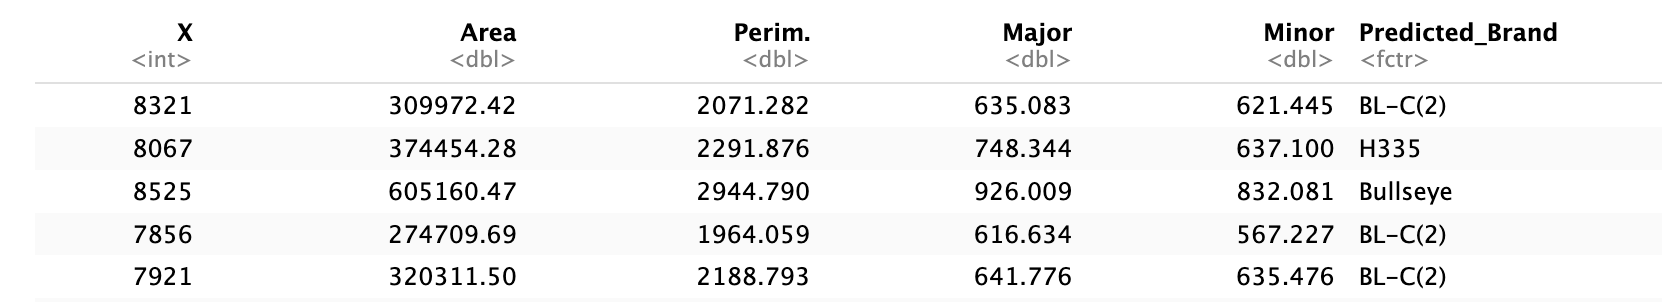 X Area Perim. Major Minor Predicted_Brand
<int> <dbl> <dbl> <dbl> <dbl> <fctr>
8321 309972.42 2071.282 635.083 621.445 BL-C(2)
8067 374454.28 2291.876 748.344 637.100 H335
8525 605160.47 2944.790 926.009 832.081 Bullseye
7856 274709.69 1964.059 616.634 567.227 BL-C(2)
7921 320311.50 2188.793 641.776 635.476 BL-C(2)